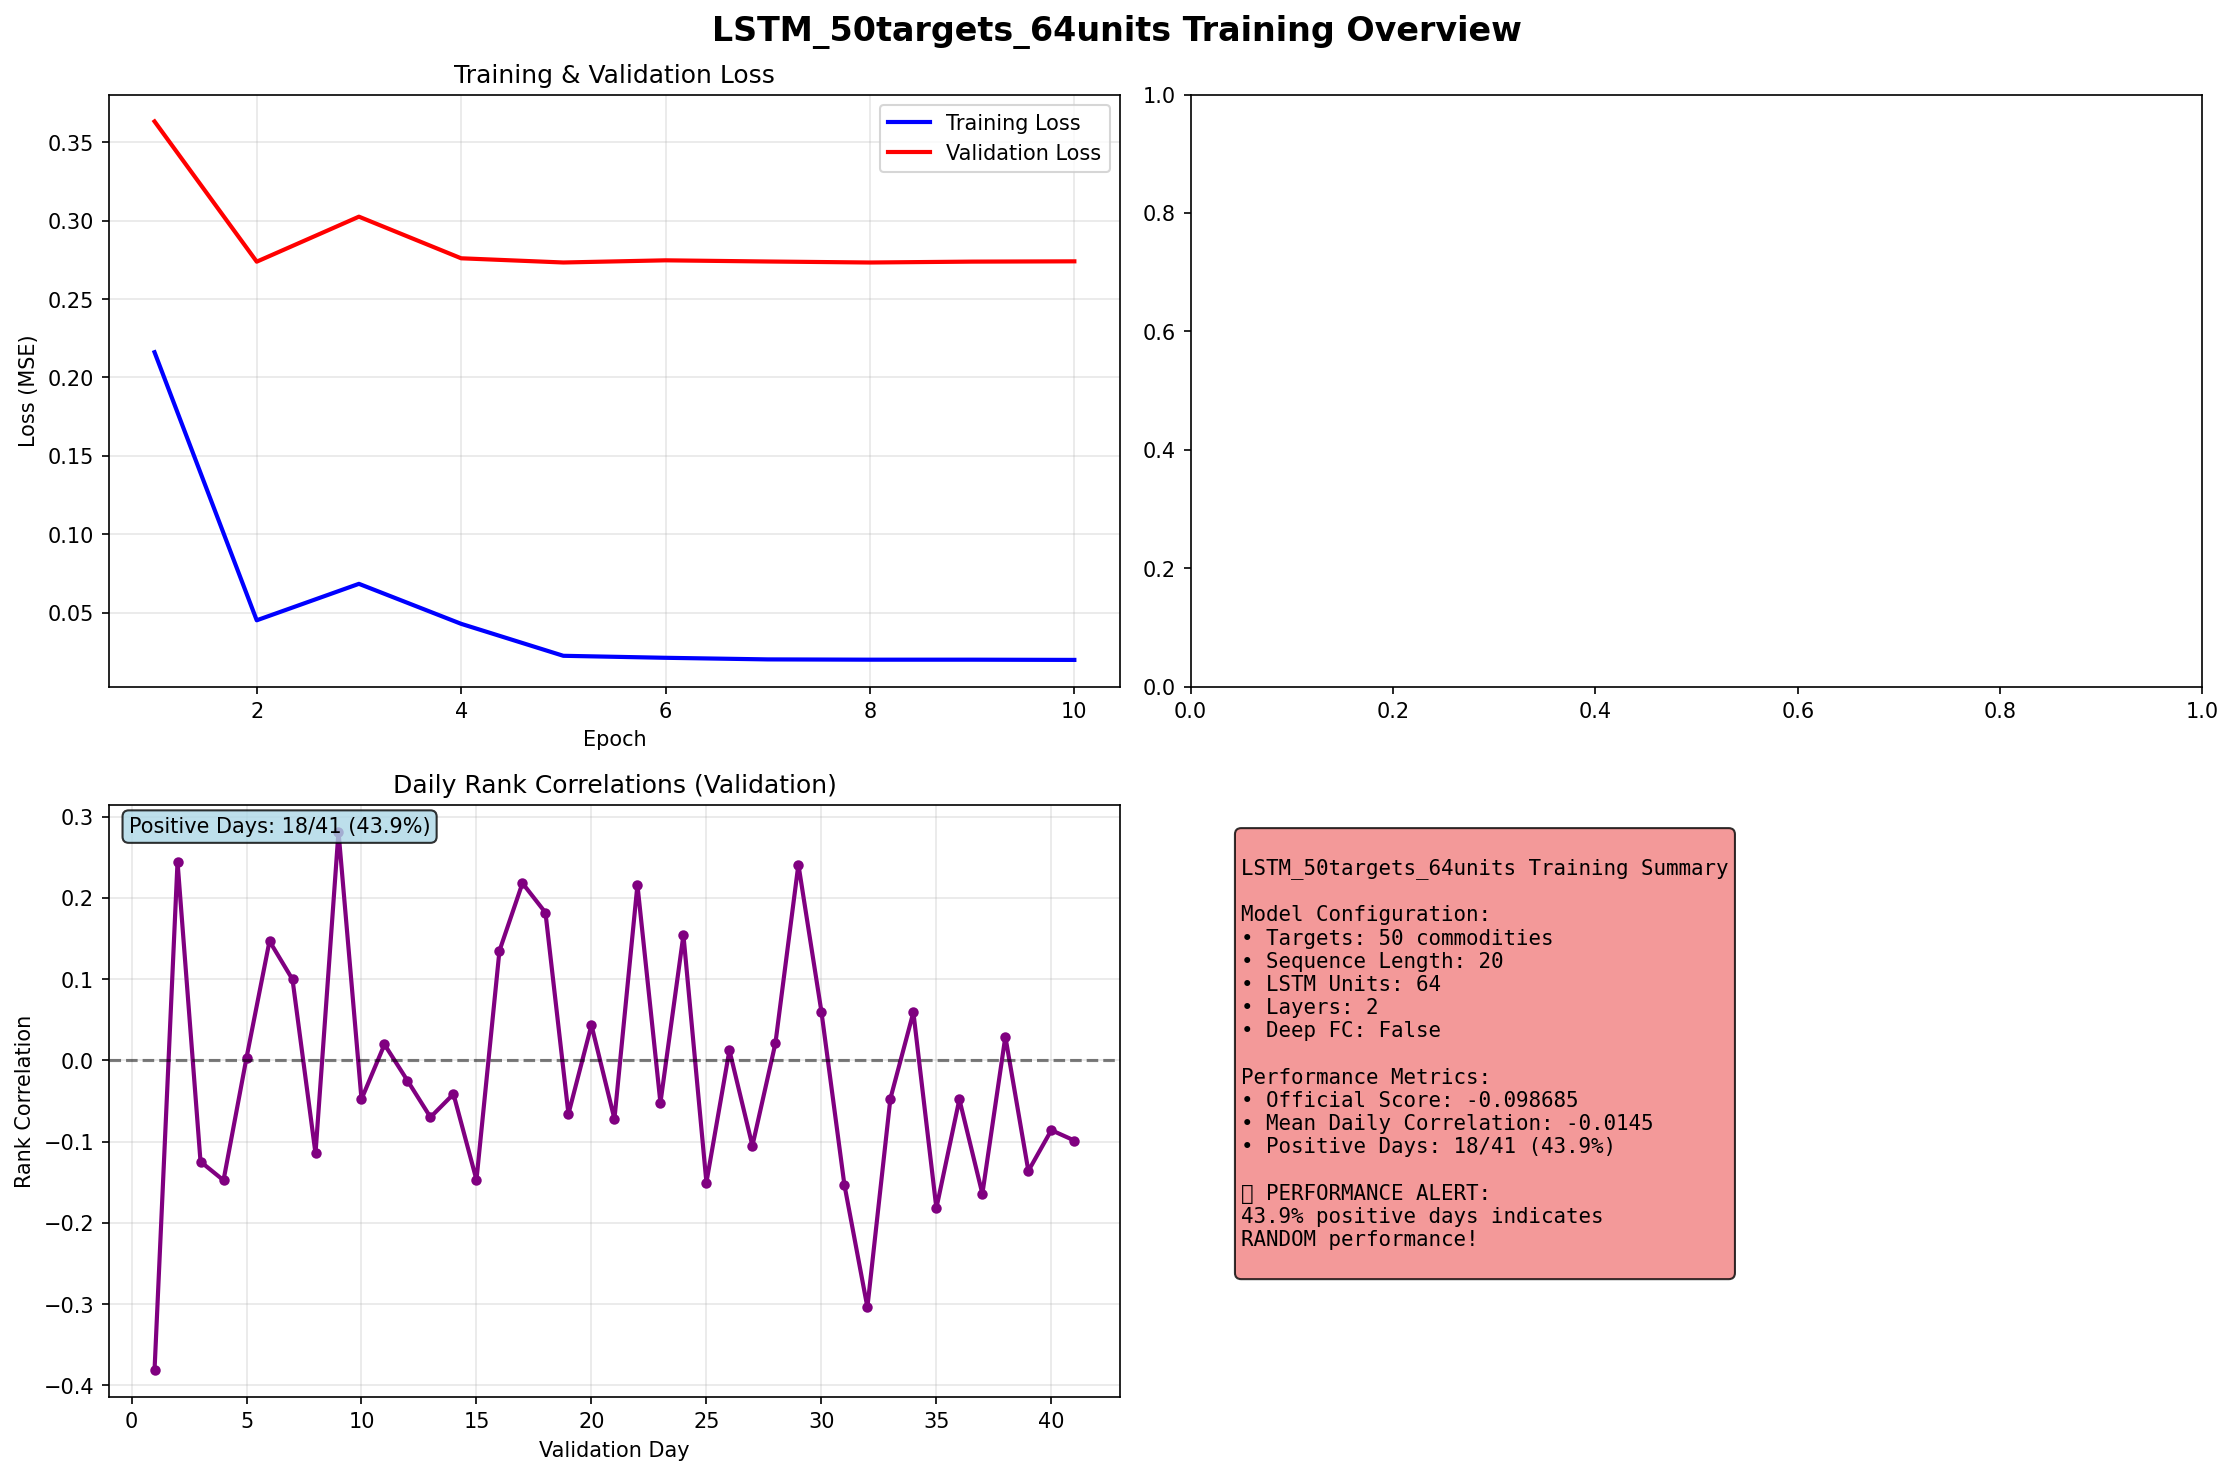 LSTM_50targets_64units Training Overview
Training & Validation Loss
Training Loss
Validation Loss
Loss (MSE)
0.35
0.30
0.25
0.20
0.15
0.10
0.05
2 4 6 8 10
Epoch
1.0
0.8
0.6
0.4
0.2
0.0
0.0 0.2 0.4 0.6 0.8 1.0
Daily Rank Correlations (Validation)
Positive Days: 18/41 (43.9%)
Rank Correlation
0.3
0.2
0.1
0.0
−0.1
−0.2
−0.3
−0.4
0 5 10 15 20 25 30 35 40
Validation Day
LSTM_50targets_64units Training Summary
Model Configuration:
• Targets: 50 commodities
• Sequence Length: 20
• LSTM Units: 64
• Layers: 2
• Deep FC: False
Performance Metrics:
• Official Score: -0.098685
• Mean Daily Correlation: -0.0145
• Positive Days: 18/41 (43.9%)
PERFORMANCE ALERT:
43.9% positive days indicates
RANDOM performance!